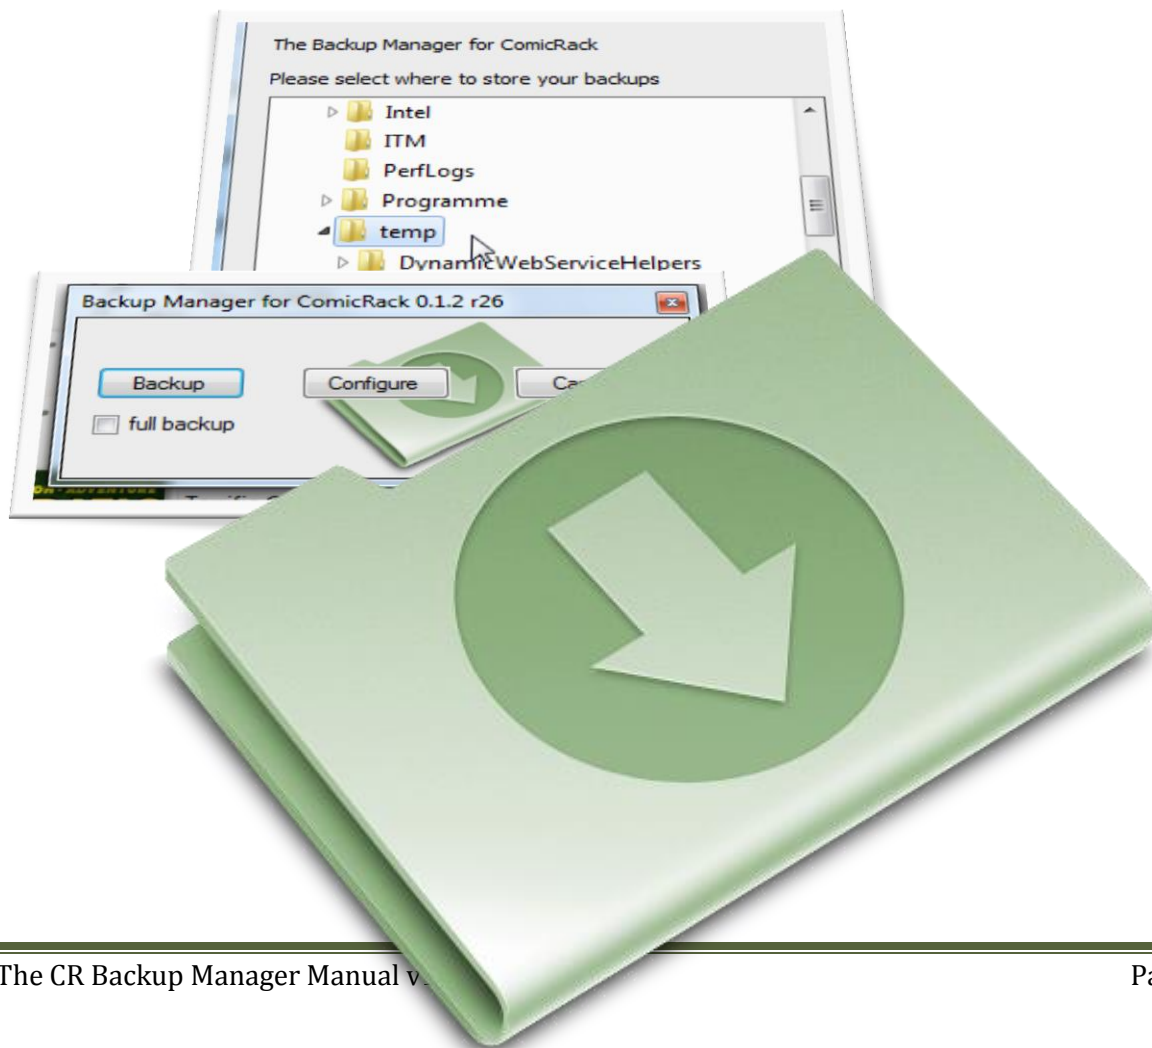 The Backup Manager for ComicRack
Please select where to store your backups
Intel
ITM
PerfLogs
Programme
temp
DynamicWebServiceHelpers
Backup Manager for ComicRack 0.1.2 r26
Backup
Configure
full backup
The CR Backup Manager Manual